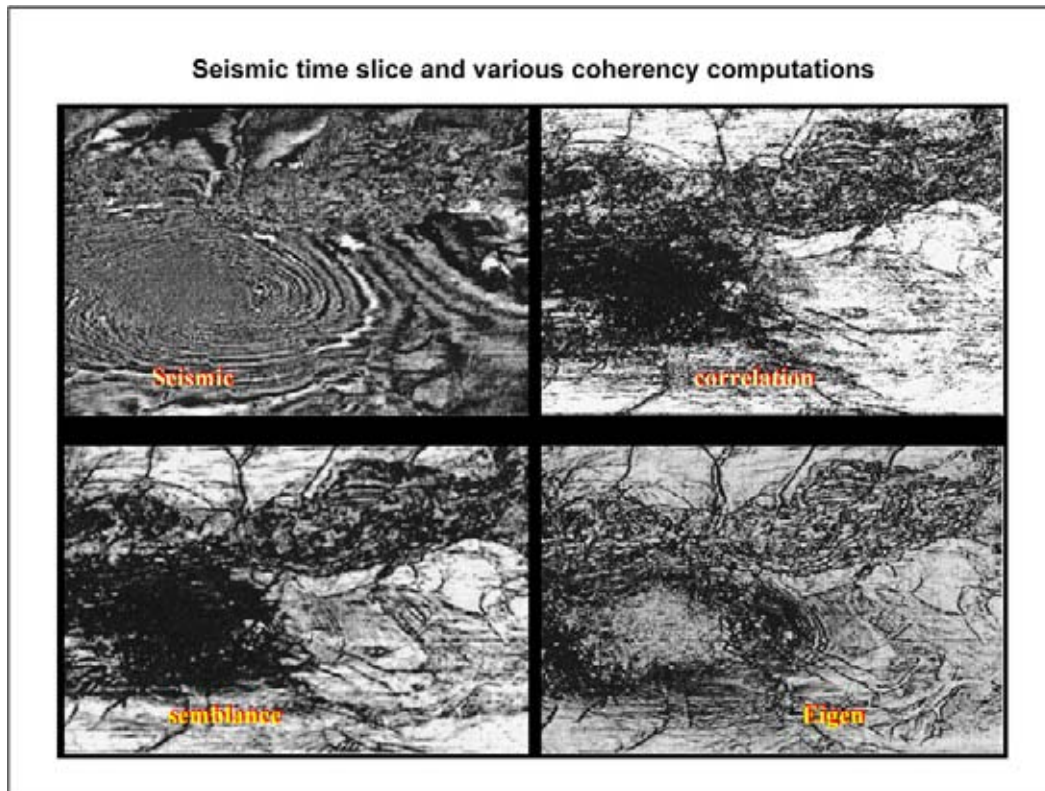 Seismic time slice and various coherency computations
Seismic
correlation
semblance
Eigen